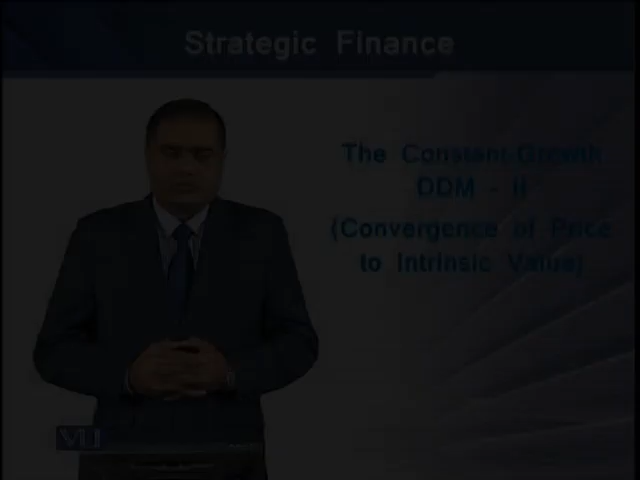 Strategic Finance
The Constant-Growth
DDM - II
(Convergence of Price
to Intrinsic Value)
VU